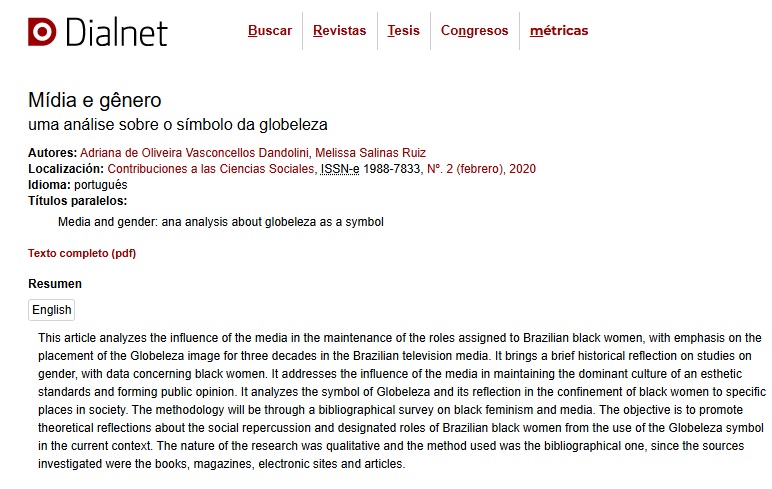 Dialnet
Buscar Revistas Tesis Congresos métricas
Mídia e gênero
uma análise sobre o símbolo da globeleza
Autores: Adriana de Oliveira Vasconcellos Dandolini, Melissa Salinas Ruiz
Localización: Contribuciones a las Ciencias Sociales, ISSN-e 1988-7833, Nº. 2 (febrero), 2020
Idioma: portugués
Títulos paralelos:
Media and gender: ana analysis about globeleza as a symbol
Texto completo (pdf)
Resumen
English
This article analyzes the influence of the media in the maintenance of the roles assigned to Brazilian black women, with emphasis on the
placement of the Globeleza image for three decades in the Brazilian television media. It brings a brief historical reflection on studies on
gender, with data concerning black women. It addresses the influence of the media in maintaining the dominant culture of an esthetic
standards and forming public opinion. It analyzes the symbol of Globeleza and its reflection in the confinement of black women to specific
places in society. The methodology will be through a bibliographical survey on black feminism and media. The objective is to promote
theoretical reflections about the social repercussion and designated roles of Brazilian black women from the use of the Globeleza symbol
in the current context. The nature of the research was qualitative and the method used was the bibliographical one, since the sources
investigated were the books, magazines, electronic sites and articles.